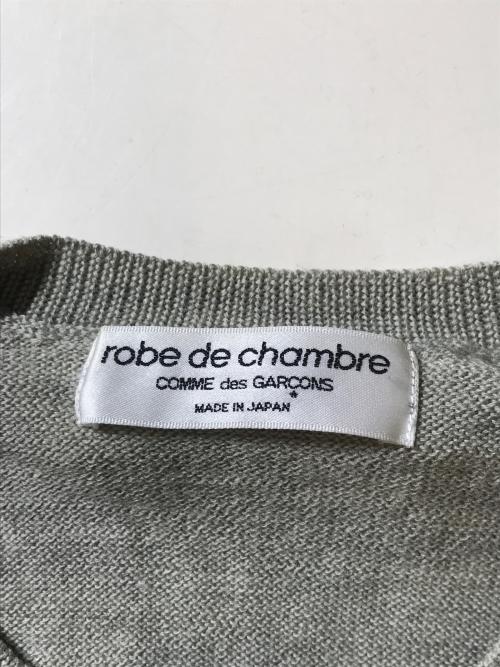 robe de chambre
COMME des GARÇONS
MADE IN JAPAN